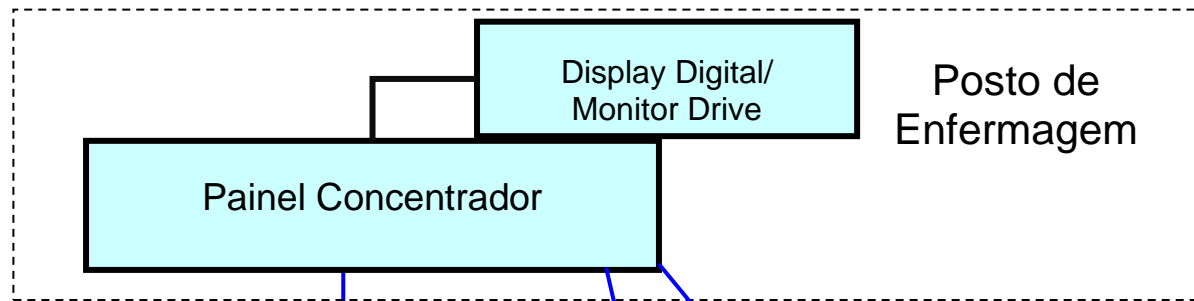 Display Digital/
Monitor Drive
Posto de
Enfermagem
Painel Concentrador